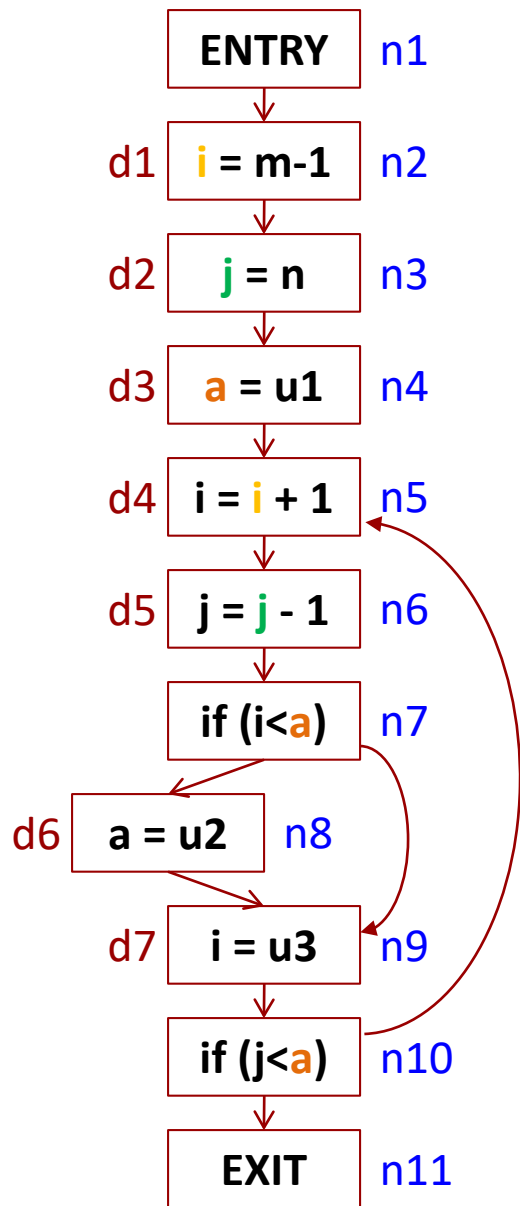 ENTRY n1
d1 i = m-1 n2
d2 j = n n3
d3 a = u1 n4
d4 i = i + 1 n5
d5 j = j - 1 n6
if (i<a) n7
d6 a = u2 n8
d7 i = u3 n9
if (j<a) n10
EXIT n11